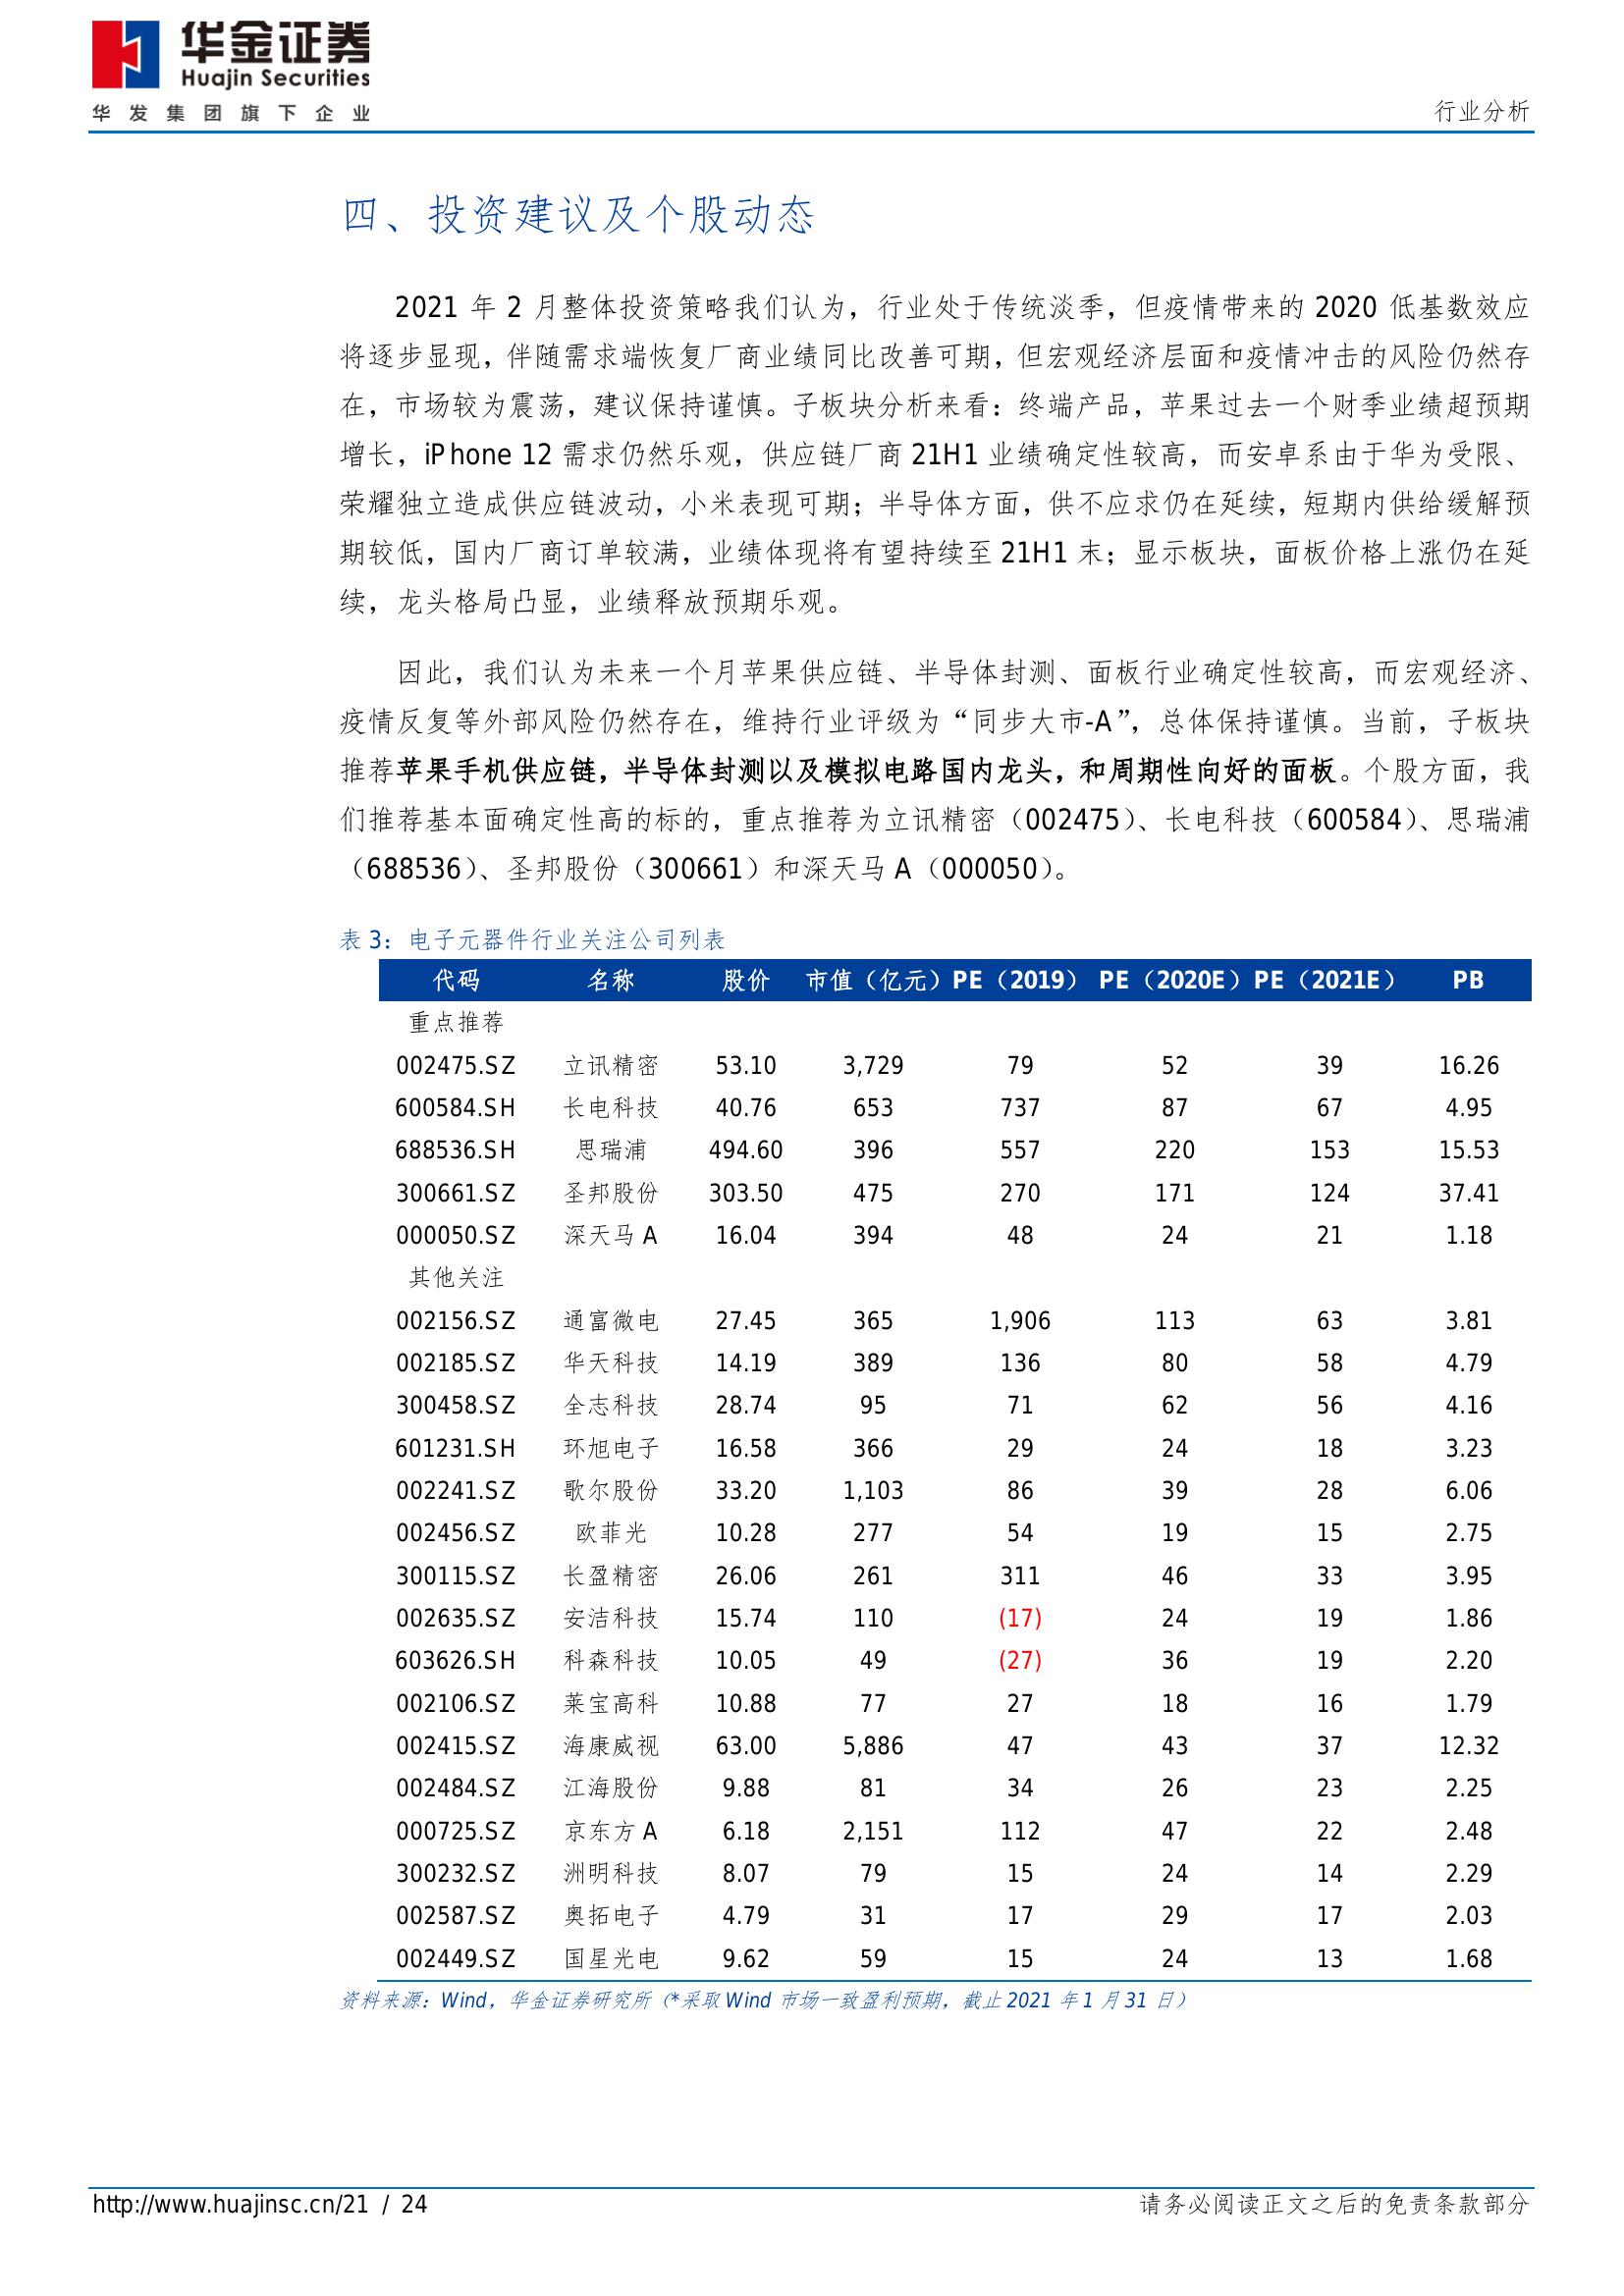 华金证券
Huajin Securities
华发集团旗下企业
行业分析
四、投资建议及个股动态
2021 年 2 月整体投资策略我们认为，行业处于传统淡季，但疫情带来的 2020 低基数效应
将逐步显现，伴随需求端恢复厂商业绩同比改善可期，但宏观经济层面和疫情冲击的风险仍然存
在，市场较为震荡，建议保持谨慎。子板块分析来看：终端产品，苹果过去一个财季业绩超预期
增长，iPhone 12 需求仍然乐观，供应链厂商 21H1 业绩确定性较高，而安卓系由于华为受限、
荣耀独立造成供应链波动，小米表现可期；半导体方面，供不应求仍在延续，短期内供给缓解预
期较低，国内厂商订单较满，业绩体现将有望持续至 21H1 末；显示板块，面板价格上涨仍在延
续，龙头格局凸显，业绩释放预期乐观。
因此，我们认为未来一个月苹果供应链、半导体封测、面板行业确定性较高，而宏观经济、
疫情反复等外部风险仍然存在，维持行业评级为“同步大市-A”，总体保持谨慎。当前，子板块
推荐苹果手机供应链，半导体封测以及模拟电路国内龙头，和周期性向好的面板。个股方面，我
们推荐基本面确定性高的标的，重点推荐为立讯精密（002475）、长电科技（600584）、思瑞浦
（688536）、圣邦股份（300661）和深天马 A（000050）。
表 3：电子元器件行业关注公司列表
代码 名称 股价 市值（亿元） PE（2019） PE（2020E） PE（2021E） PB
重点推荐
002475.SZ 立讯精密 53.10 3,729 79 52 39 16.26
600584.SH 长电科技 40.76 653 737 87 67 4.95
688536.SH 思瑞浦 494.60 396 557 220 153 15.53
300661.SZ 圣邦股份 303.50 475 270 171 124 37.41
000050.SZ 深天马 A 16.04 394 48 24 21 1.18
其他关注
002156.SZ 通富微电 27.45 365 1,906 113 63 3.81
002185.SZ 华天科技 14.19 389 136 80 58 4.79
300458.SZ 全志科技 28.74 95 71 62 56 4.16
601231.SH 环旭电子 16.58 366 29 24 18 3.23
002241.SZ 歌尔股份 33.20 1,103 86 39 28 6.06
002456.SZ 欧菲光 10.28 277 54 19 15 2.75
300115.SZ 长盈精密 26.06 261 311 46 33 3.95
002635.SZ 安洁科技 15.74 110 (17) 24 19 1.86
603626.SH 科森科技 10.05 49 (27) 36 19 2.20
002106.SZ 莱宝高科 10.88 77 27 18 16 1.79
002415.SZ 海康威视 63.00 5,886 47 43 37 12.32
002484.SZ 江海股份 9.88 81 34 26 23 2.25
000725.SZ 京东方 A 6.18 2,151 112 47 22 2.48
300232.SZ 洲明科技 8.07 79 15 24 14 2.29
002587.SZ 奥拓电子 4.79 31 17 29 17 2.03
002449.SZ 国星光电 9.62 59 15 24 13 1.68
资料来源：Wind，华金证券研究所（*采取 Wind 市场一致盈利预期，截止 2021 年 1 月 31 日）
http://www.huajinsc.cn/21 / 24
请务必阅读正文之后的免责条款部分